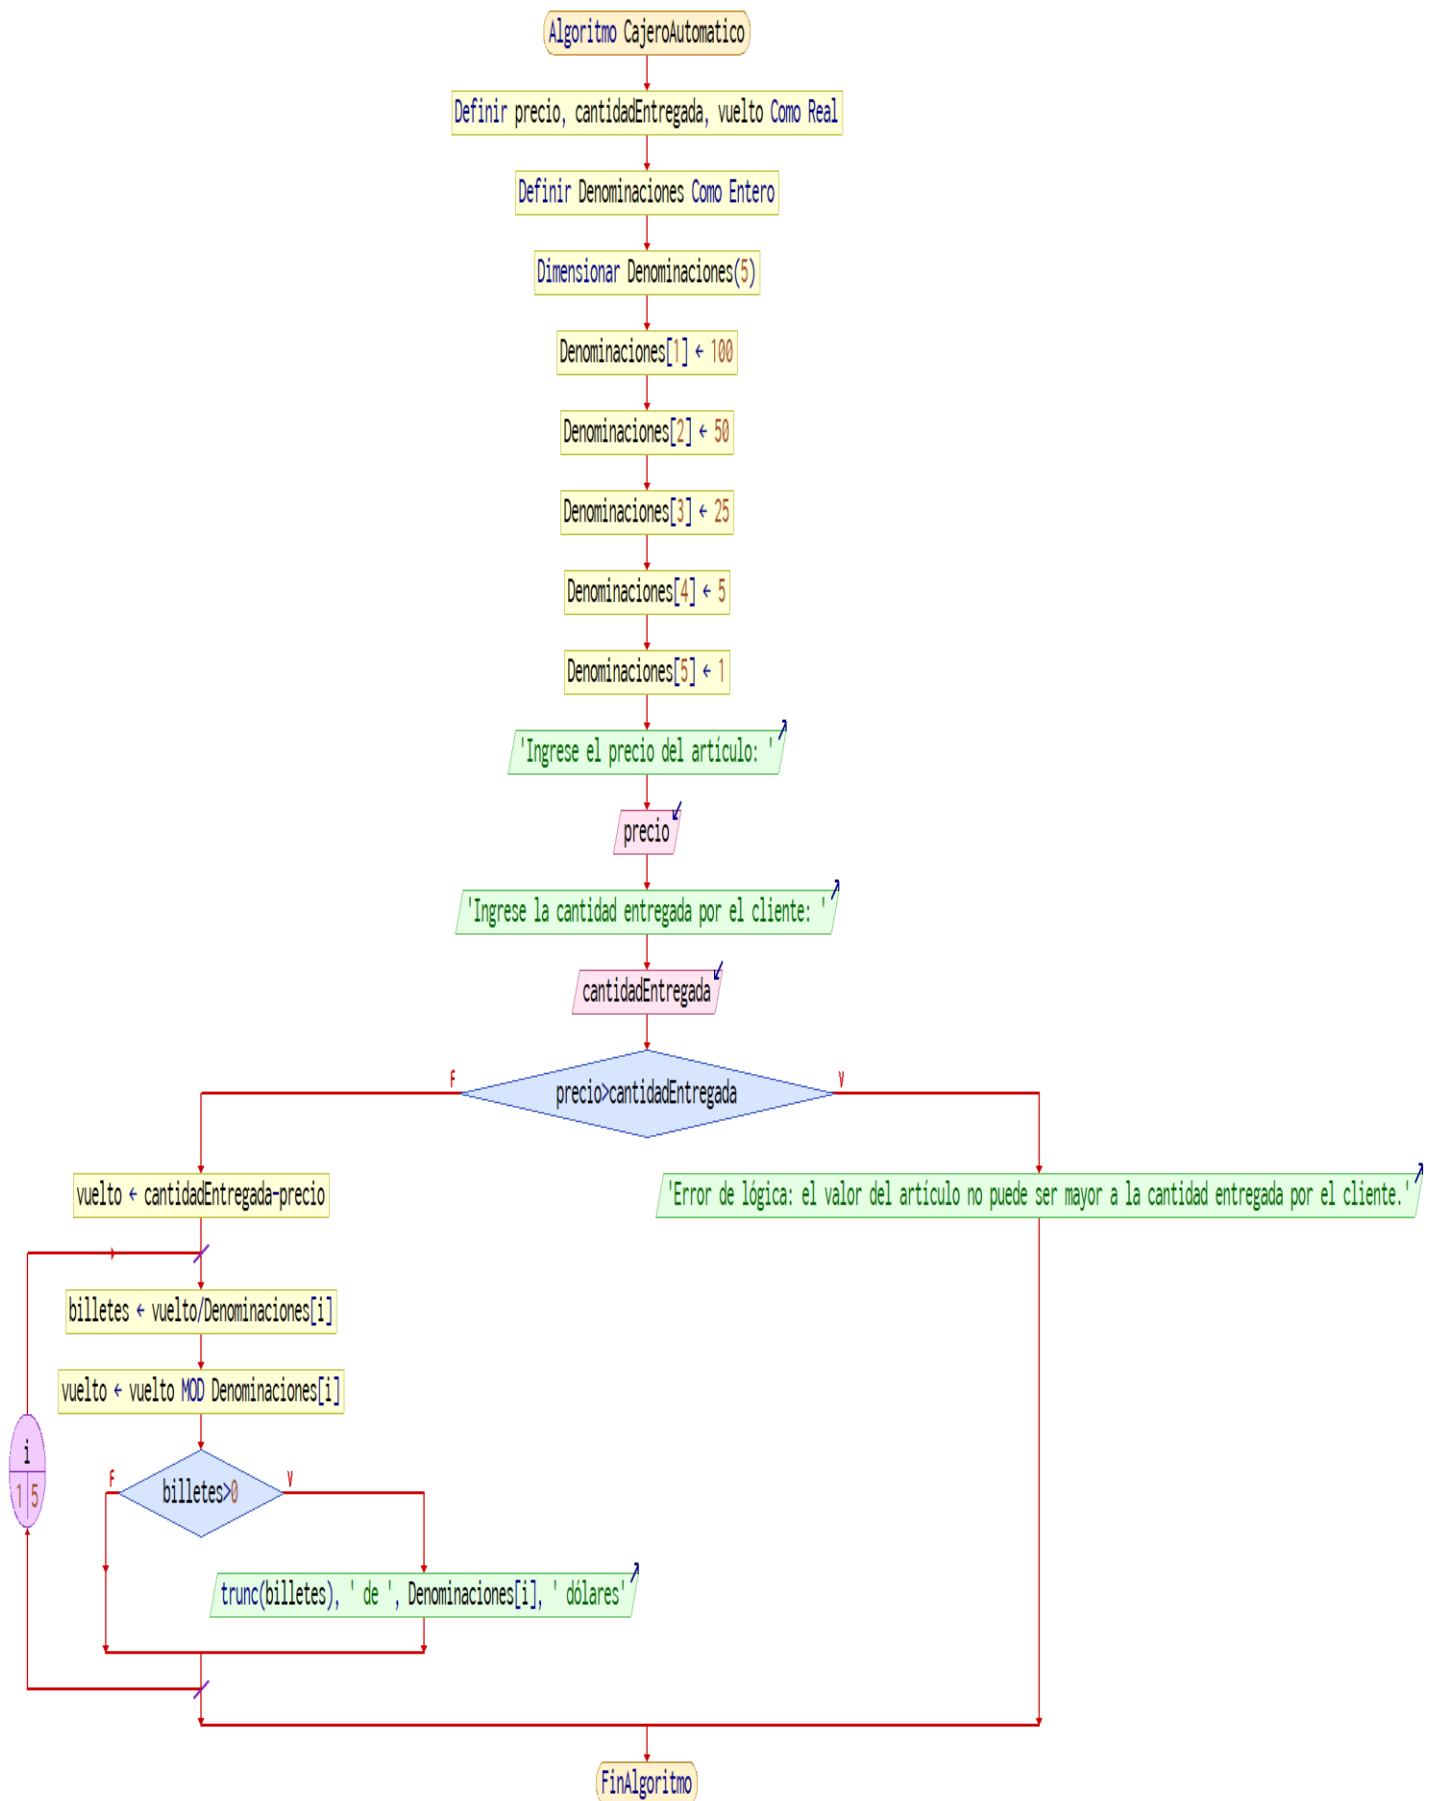 Algoritmo CajeroAutomatico
Definir precio, cantidadEntregada, vuelto Como Real
Definir Denominaciones Como Entero
Dimensionar Denominaciones(5)
Denominaciones[1] ← 100
Denominaciones[2] ← 50
Denominaciones[3] ← 25
Denominaciones[4] ← 5
Denominaciones[5] ← 1
'Ingrese el precio del artículo: '
precio
'Ingrese la cantidad entregada por el cliente: '
cantidadEntregada
F
precio>cantidadEntregada
V
vuelto ← cantidadEntregada-precio
'Error de lógica: el valor del artículo no puede ser mayor a la cantidad entregada por el cliente.'
billetes ← vuelto/Denominaciones[i]
vuelto ← vuelto MOD Denominaciones[i]
i
1 5
F
billetes>0
V
trunc(billetes), ' de ', Denominaciones[i], ' dólares'
FinAlgoritmo